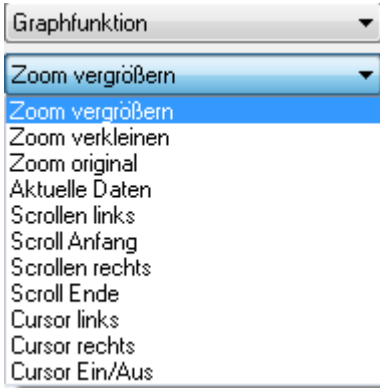 Graphfunktion
Zoom vergrößern
Zoom vergrößern
Zoom verkleinen
Zoom original
Aktuelle Daten
Scrollen links
Scroll Anfang
Scrollen rechts
Scroll Ende
Cursor links
Cursor rechts
Cursor Ein/Aus